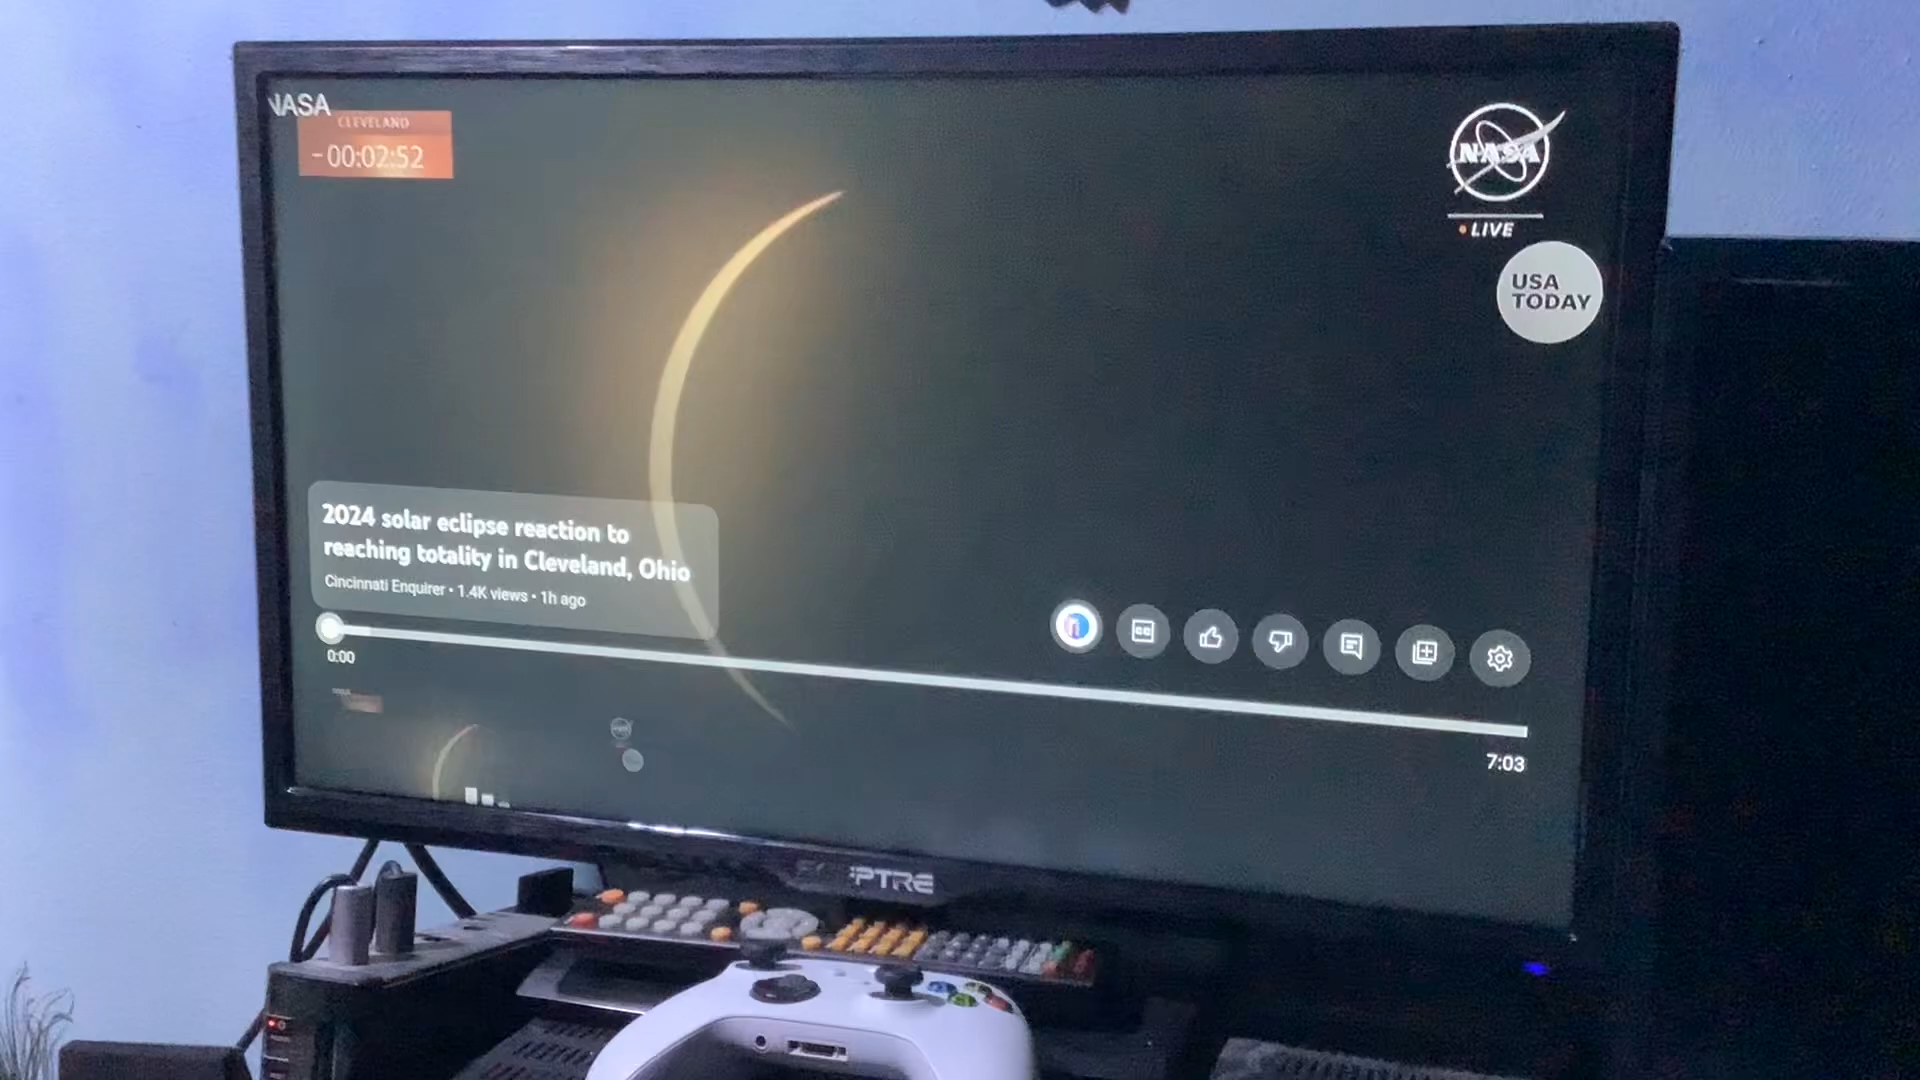 NASA
CLEVELAND
-00:02:52
NASA
LIVE
USA
TODAY
2024 solar eclipse reaction to
reaching totality in Cleveland, Ohio
Cincinnati Enquirer • 1.4K views • 1h ago
CC
0:00
7:03
PTRE